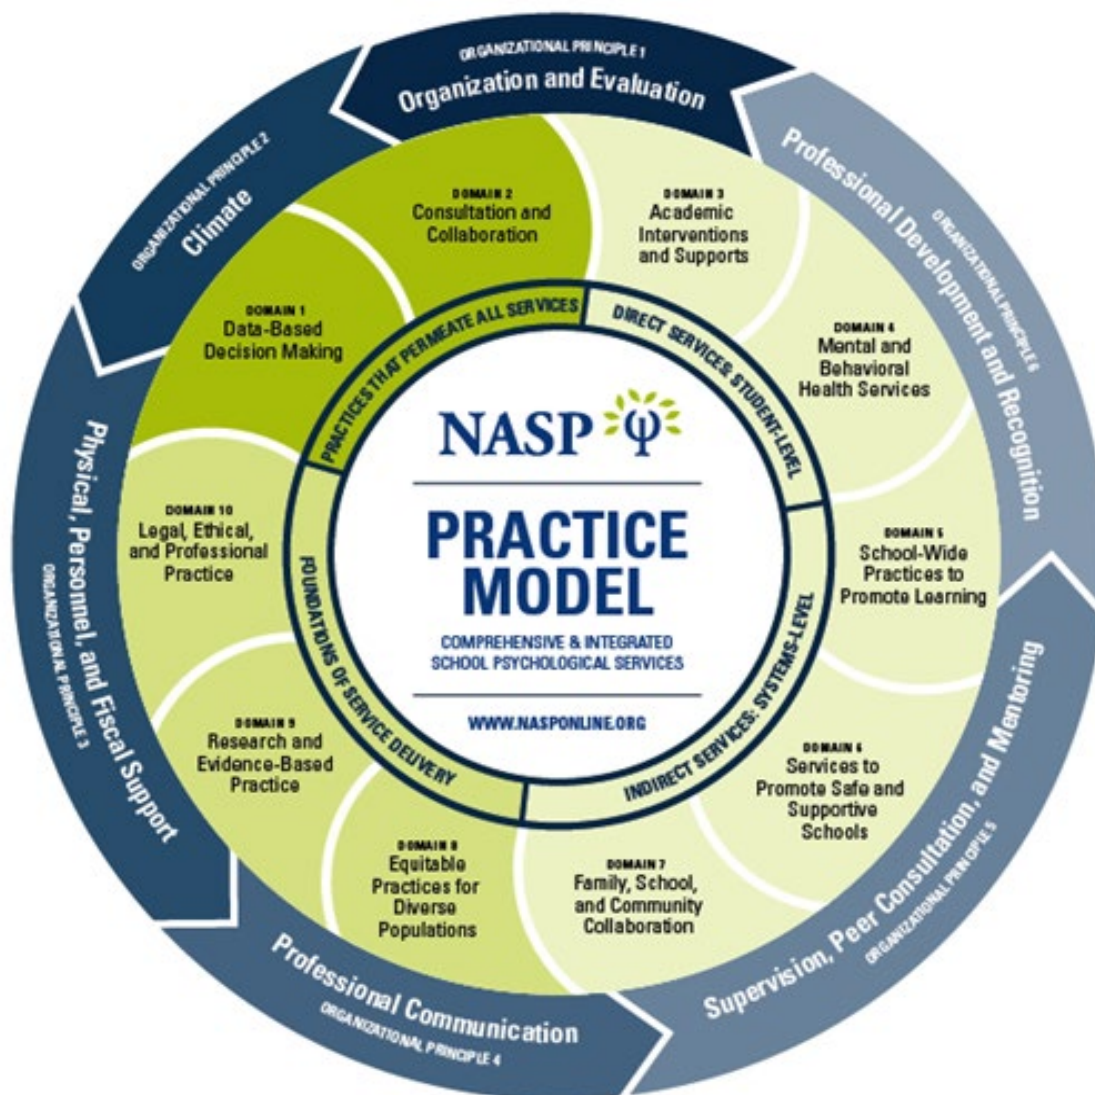 ORGANIZATIONAL PRINCIPLE 1
Organization and Evaluation
ORGANIZATIONAL PRINCIPLE 2
Climate
Physical, Personnel, and Fiscal Support
ORGANIZATIONAL PRINCIPLE 3
Professional Communication
ORGANIZATIONAL PRINCIPLE 4
Supervision, Peer Consultation, and Mentoring
ORGANIZATIONAL PRINCIPLE 5
Professional Development and Recognition
ORGANIZATIONAL PRINCIPLE 6
DOMAIN 1
Data-Based
Decision Making
DOMAIN 2
Consultation and
Collaboration
DOMAIN 3
Academic
Interventions
and Supports
DOMAIN 4
Mental and
Behavioral
Health Services
DOMAIN 5
School-Wide
Practices to
Promote Learning
DOMAIN 6
Services to
Promote Safe and
Supportive
Schools
DOMAIN 7
Family, School,
and Community
Collaboration
DOMAIN 8
Equitable
Practices for
Diverse
Populations
DOMAIN 9
Research and
Evidence-Based
Practice
DOMAIN 10
Legal, Ethical,
and Professional
Practice
PRACTICES THAT PERMEATE ALL SERVICES
DIRECT SERVICES: STUDENT-LEVEL
INDIRECT SERVICES: SYSTEMS-LEVEL
FOUNDATIONS OF SERVICE DELIVERY
NASP
PRACTICE
MODEL
COMPREHENSIVE & INTEGRATED
SCHOOL PSYCHOLOGICAL SERVICES
WWW.NASPONLINE.ORG